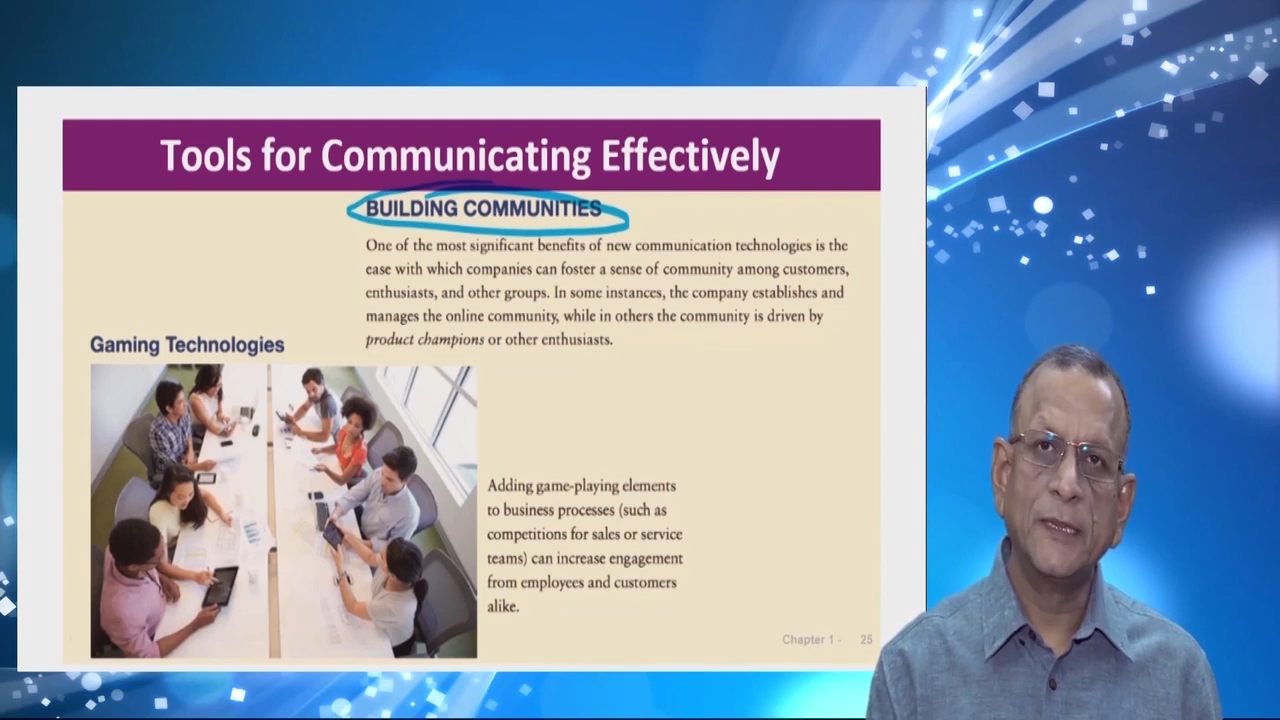 Tools for Communicating Effectively
BUILDING COMMUNITIES
One of the most significant benefits of new communication technologies is the
ease with which companies can foster a sense of community among customers,
enthusiasts, and other groups. In some instances, the company establishes and
manages the online community, while in others the community is driven by
product champions or other enthusiasts.
Gaming Technologies
Adding game-playing elements
to business processes (such as
competitions for sales or service
teams) can increase engagement
from employees and customers
alike.
Chapter 1 - 25